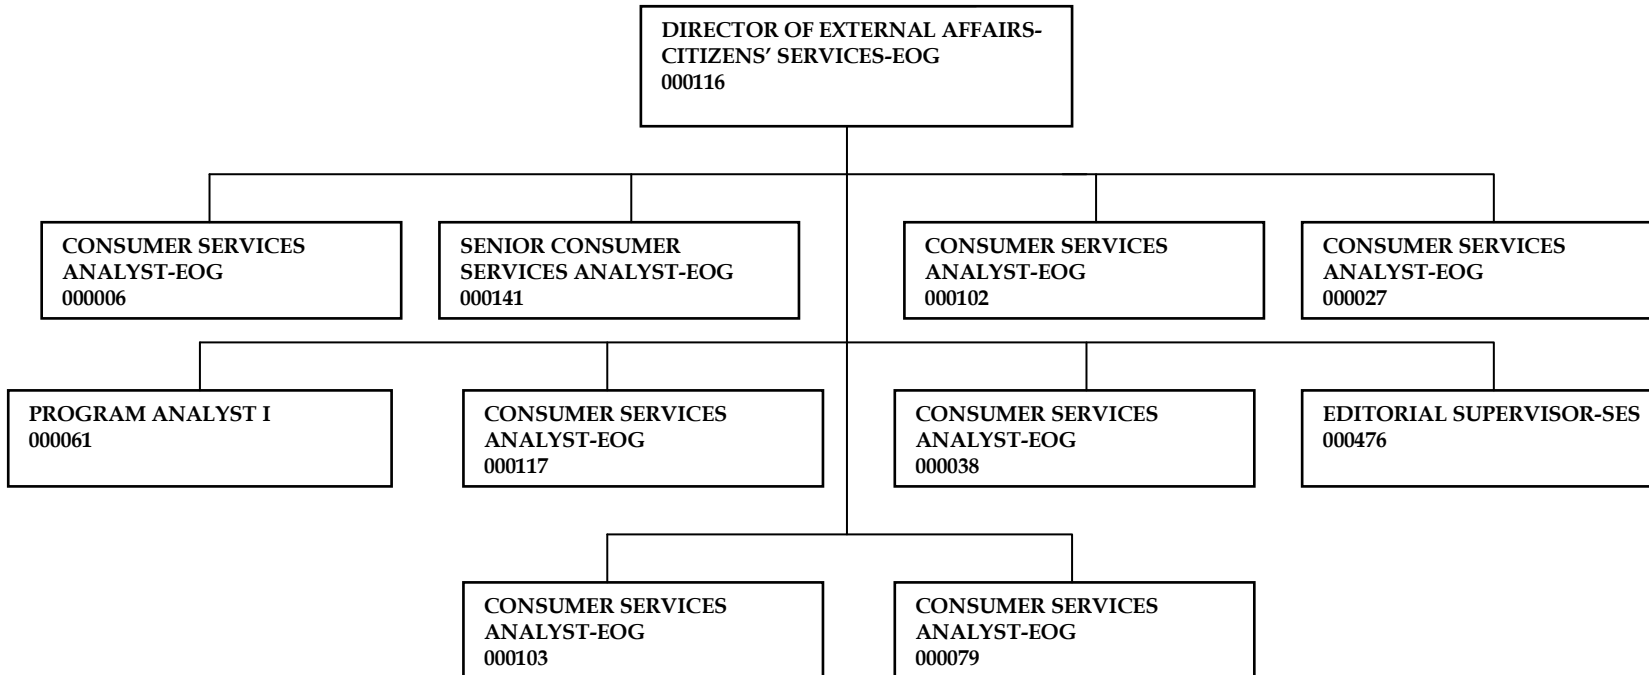 DIRECTOR OF EXTERNAL AFFAIRS-
CITIZENS’ SERVICES-EOG
000116
CONSUMER SERVICES
ANALYST-EOG
000006
SENIOR CONSUMER
SERVICES ANALYST-EOG
000141
CONSUMER SERVICES
ANALYST-EOG
000102
CONSUMER SERVICES
ANALYST-EOG
000027
PROGRAM ANALYST I
000061
CONSUMER SERVICES
ANALYST-EOG
000117
CONSUMER SERVICES
ANALYST-EOG
000038
EDITORIAL SUPERVISOR-SES
000476
CONSUMER SERVICES
ANALYST-EOG
000103
CONSUMER SERVICES
ANALYST-EOG
000079